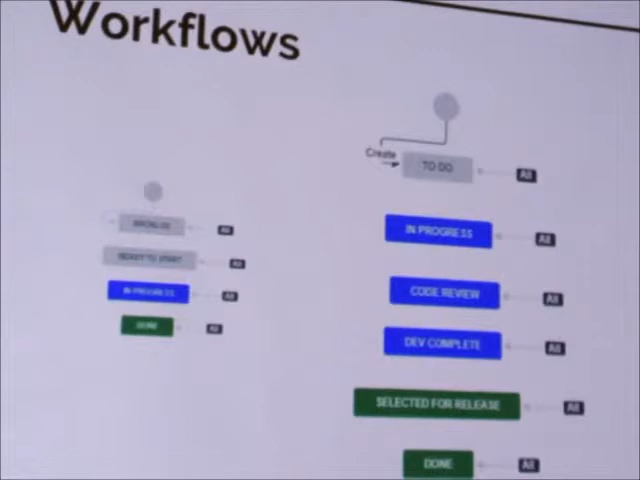 Workflows
Create
TO DO
All
IN PROGRESS
All
CODE REVIEW
All
DEV COMPLETE
All
SELECTED FOR RELEASE
All
DONE
All
BACKLOG
All
READY TO START
All
IN PROGRESS
All
DONE
All